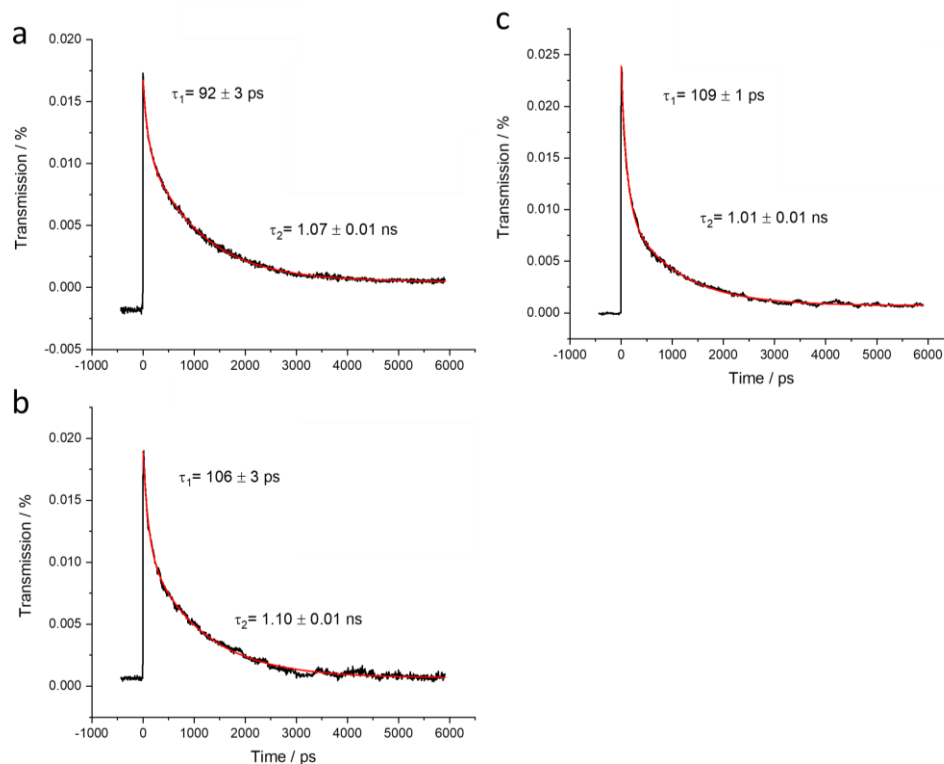 a
0.020
0.015
0.010
0.005
0.000
-0.005
Transmission / %
τ1= 92 ± 3 ps
τ2= 1.07 ± 0.01 ns
-1000 0 1000 2000 3000 4000 5000 6000
b
0.020
0.015
0.010
0.005
0.000
Transmission / %
τ1= 106 ± 3 ps
τ2= 1.10 ± 0.01 ns
-1000 0 1000 2000 3000 4000 5000 6000
Time / ps
c
0.025
0.020
0.015
0.010
0.005
0.000
Transmission / %
τ1= 109 ± 1 ps
τ2= 1.01 ± 0.01 ns
-1000 0 1000 2000 3000 4000 5000 6000
Time / ps